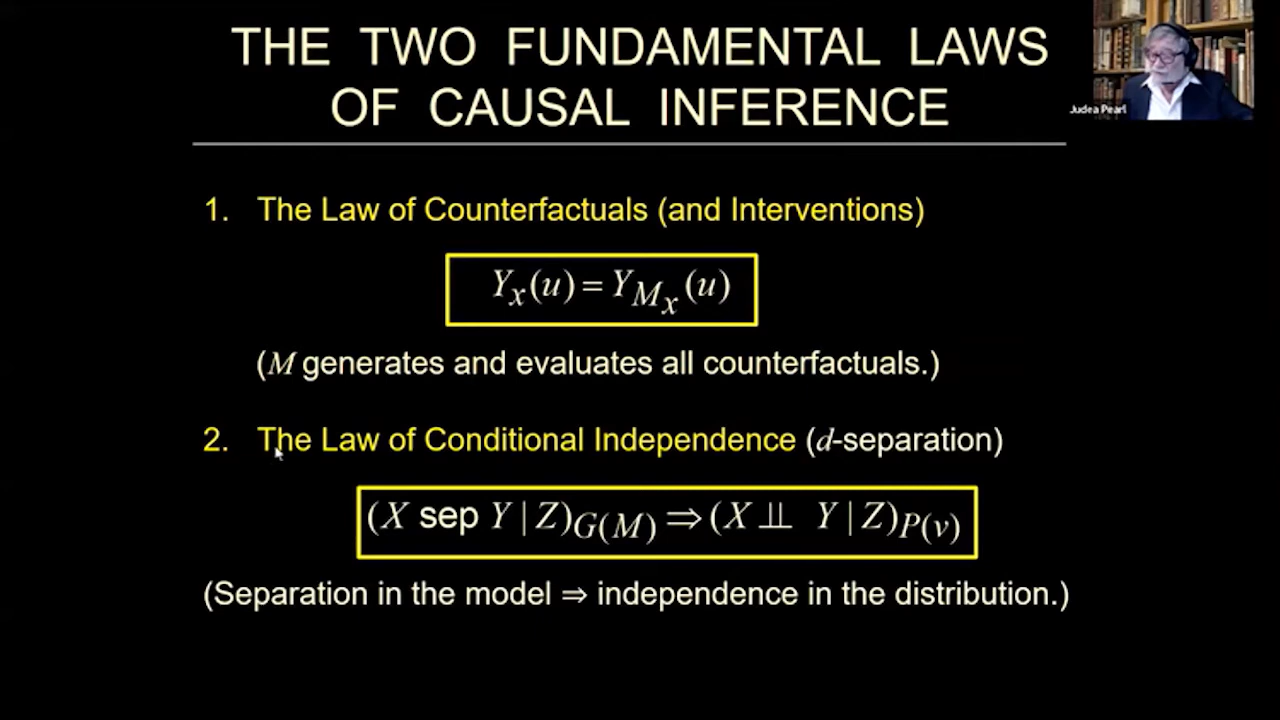 THE TWO FUNDAMENTAL LAWS
OF CAUSAL INFERENCE
Judea Pearl
1. The Law of Counterfactuals (and Interventions)
Yₓ(u) = Y_{Mₓ}(u)
(M generates and evaluates all counterfactuals.)
2. The Law of Conditional Independence (d-separation)
(X sep Y | Z)_{G(M)} ⇒ (X ⫫ Y | Z)_{P(v)}
(Separation in the model ⇒ independence in the distribution.)